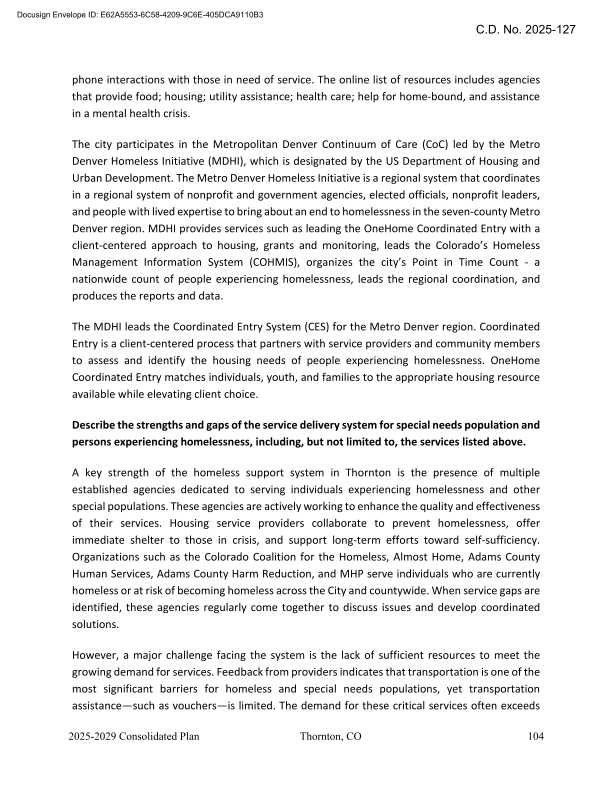 Docusign Envelope ID: E62A5553-6C58-4209-9C6E-405DCA9110B3
C.D. No. 2025-127
phone interactions with those in need of service. The online list of resources includes agencies
that provide food; housing; utility assistance; health care; help for home-bound, and assistance
in a mental health crisis.
The city participates in the Metropolitan Denver Continuum of Care (CoC) led by the Metro
Denver Homeless Initiative (MDHI), which is designated by the US Department of Housing and
Urban Development. The Metro Denver Homeless Initiative is a regional system that coordinates
in a regional system of nonprofit and government agencies, elected officials, nonprofit leaders,
and people with lived expertise to bring about an end to homelessness in the seven-county Metro
Denver region. MDHI provides services such as leading the OneHome Coordinated Entry with a
client-centered approach to housing, grants and monitoring, leads the Colorado’s Homeless
Management Information System (COHMIS), organizes the city’s Point in Time Count - a
nationwide count of people experiencing homelessness, leads the regional coordination, and
produces the reports and data.
The MDHI leads the Coordinated Entry System (CES) for the Metro Denver region. Coordinated
Entry is a client-centered process that partners with service providers and community members
to assess and identify the housing needs of people experiencing homelessness. OneHome
Coordinated Entry matches individuals, youth, and families to the appropriate housing resource
available while elevating client choice.
Describe the strengths and gaps of the service delivery system for special needs population and
persons experiencing homelessness, including, but not limited to, the services listed above.
A key strength of the homeless support system in Thornton is the presence of multiple
established agencies dedicated to serving individuals experiencing homelessness and other
special populations. These agencies are actively working to enhance the quality and effectiveness
of their services. Housing service providers collaborate to prevent homelessness, offer
immediate shelter to those in crisis, and support long-term efforts toward self-sufficiency.
Organizations such as the Colorado Coalition for the Homeless, Almost Home, Adams County
Human Services, Adams County Harm Reduction, and MHP serve individuals who are currently
homeless or at risk of becoming homeless across the City and countywide. When service gaps are
identified, these agencies regularly come together to discuss issues and develop coordinated
solutions.
However, a major challenge facing the system is the lack of sufficient resources to meet the
growing demand for services. Feedback from providers indicates that transportation is one of the
most significant barriers for homeless and special needs populations, yet transportation
assistance—such as vouchers—is limited. The demand for these critical services often exceeds
2025-2029 Consolidated Plan
Thornton, CO
104